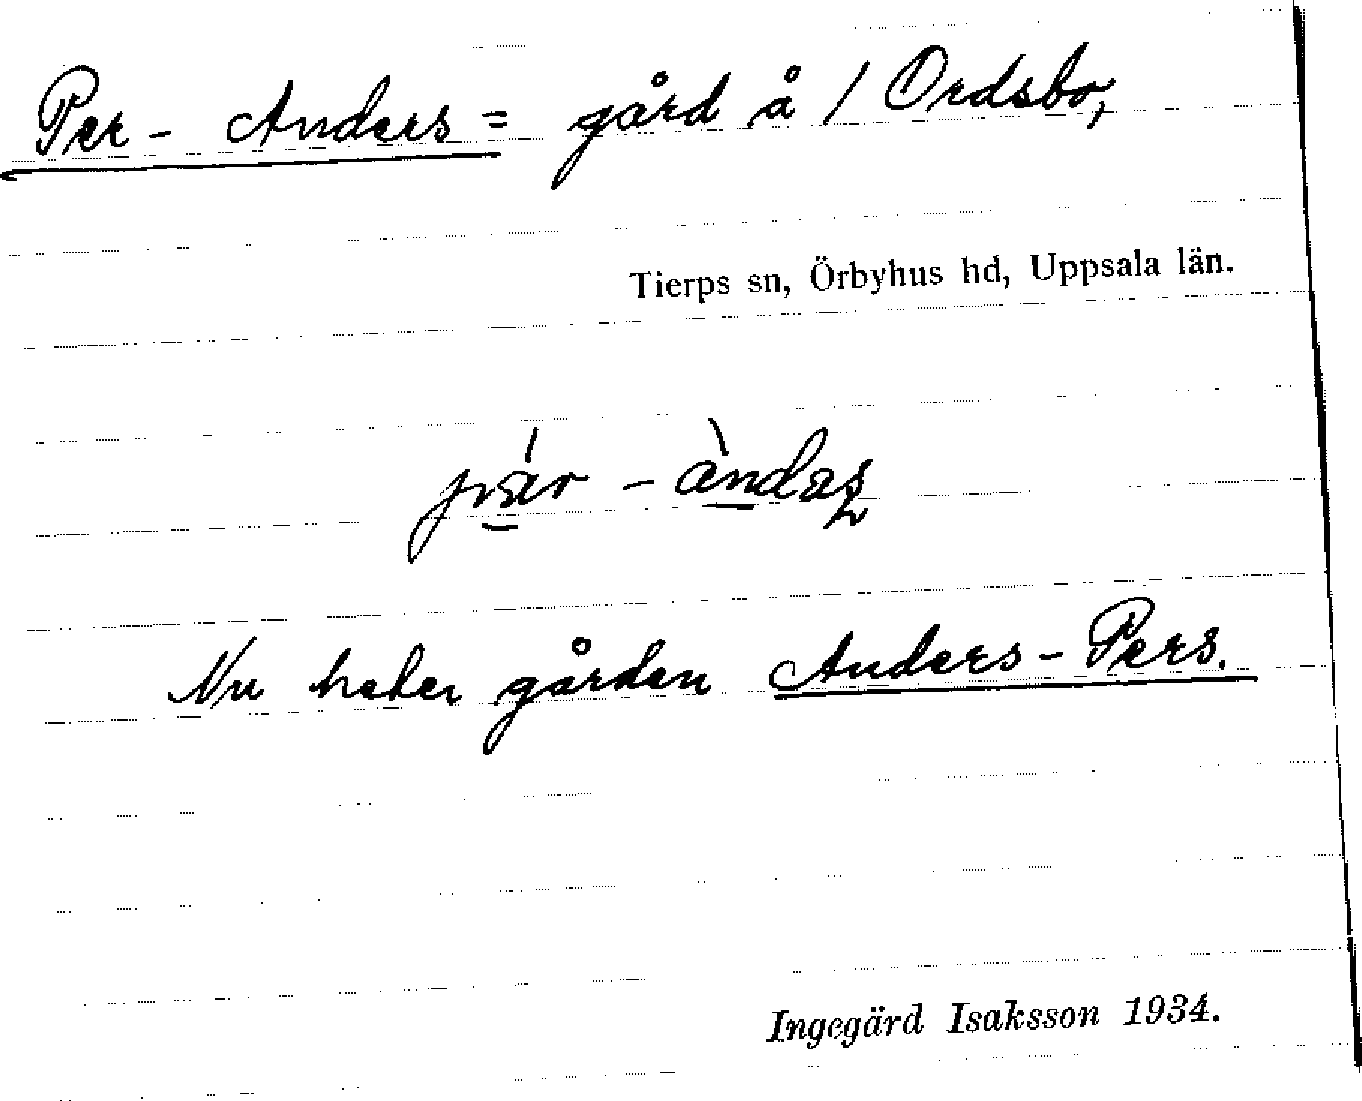 Per-Anders= gård å / Ordsbo,
Tierps sn, Örbyhus hd, Uppsala län.
pär - àndaʂ
Nu heter gården Anders-Pers.
Ingegärd Isaksson 1934.